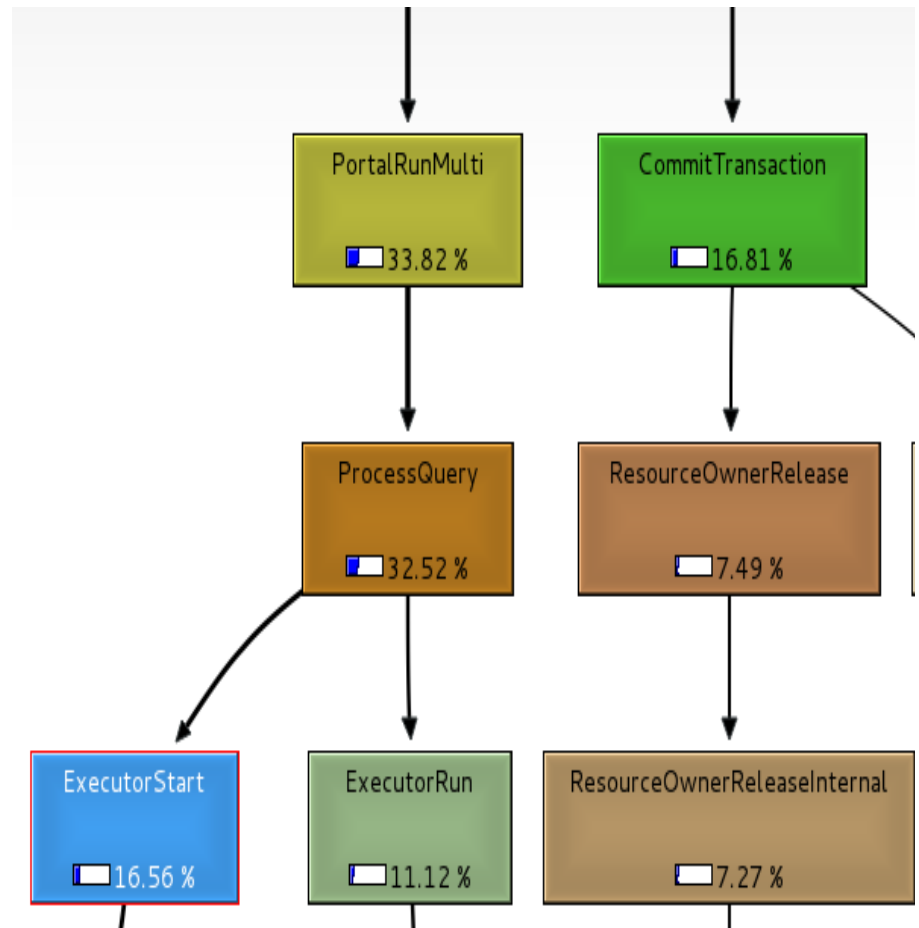 PortalRunMulti
33.82 %
CommitTransaction
16.81 %
ProcessQuery
32.52 %
ResourceOwnerRelease
7.49 %
ExecutorStart
16.56 %
ExecutorRun
11.12 %
ResourceOwnerReleaseInternal
7.27 %